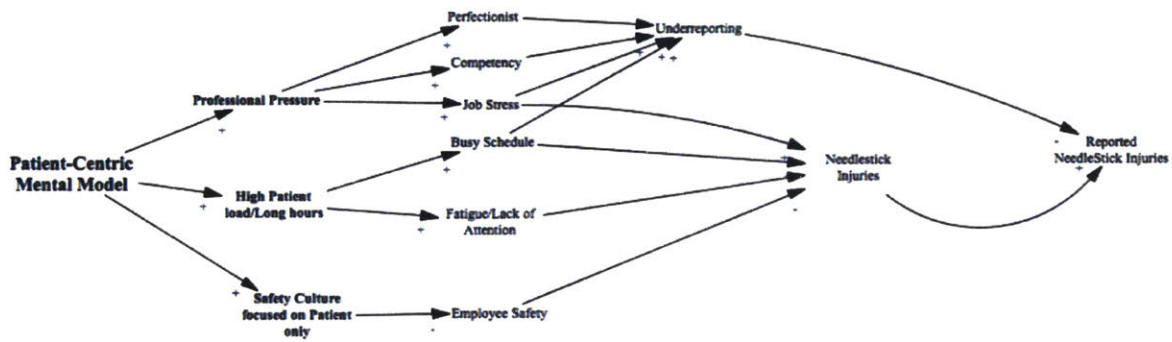 Perfectionist
Underreporting
+
Competency
+
+
+ +
Professional Pressure
Job Stress
+
+
Busy Schedule
+
Patient-Centric
Mental Model
+
Needlestick
Injuries
-
Reported
NeedleStick Injuries
+
High Patient
load/Long hours
+
Fatigue/Lack of
Attention
+
-
Safety Culture
focused on Patient
only
+
Employee Safety
-